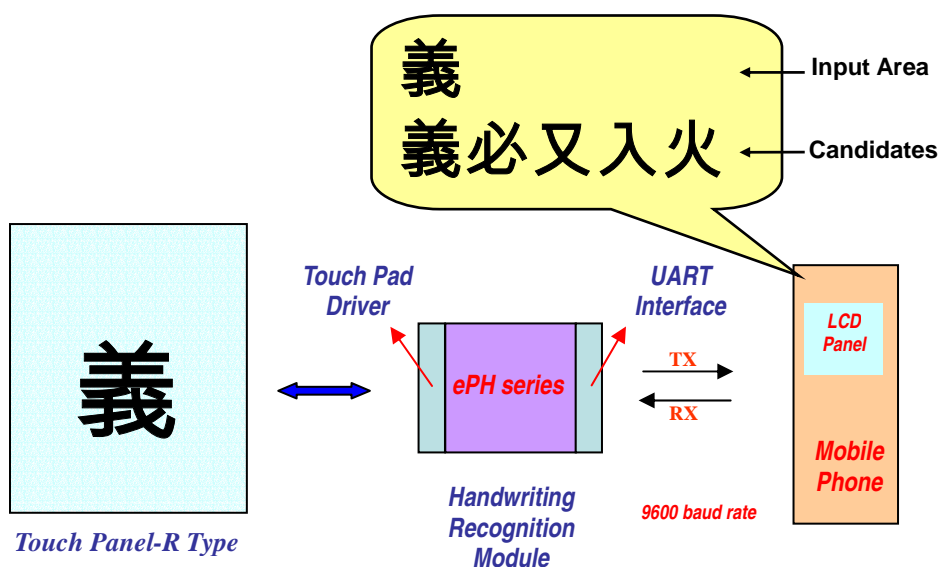 義
Input Area
義必又入火
Candidates
義
Touch Panel-R Type
Touch Pad
Driver
ePH series
UART
Interface
Handwriting
Recognition
Module
TX
RX
9600 baud rate
LCD
Panel
Mobile
Phone